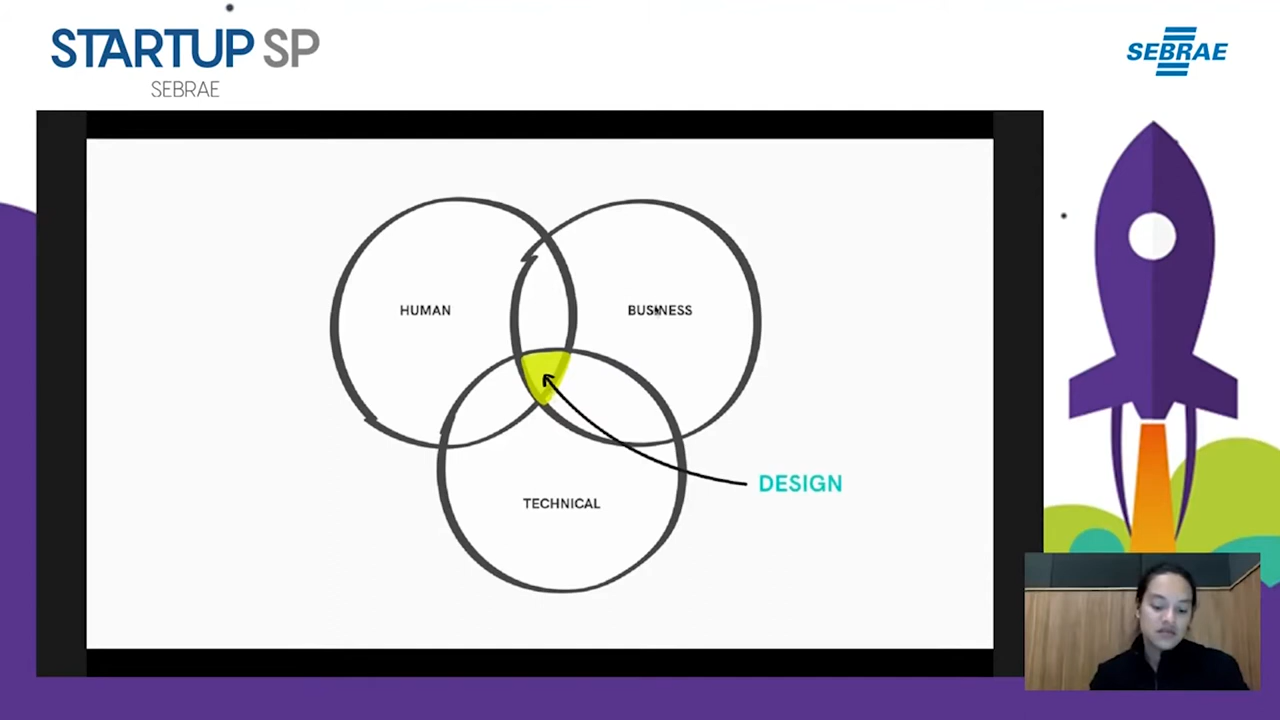 STARTUP SP
SEBRAE
SEBRAE
HUMAN
BUSINESS
TECHNICAL
DESIGN